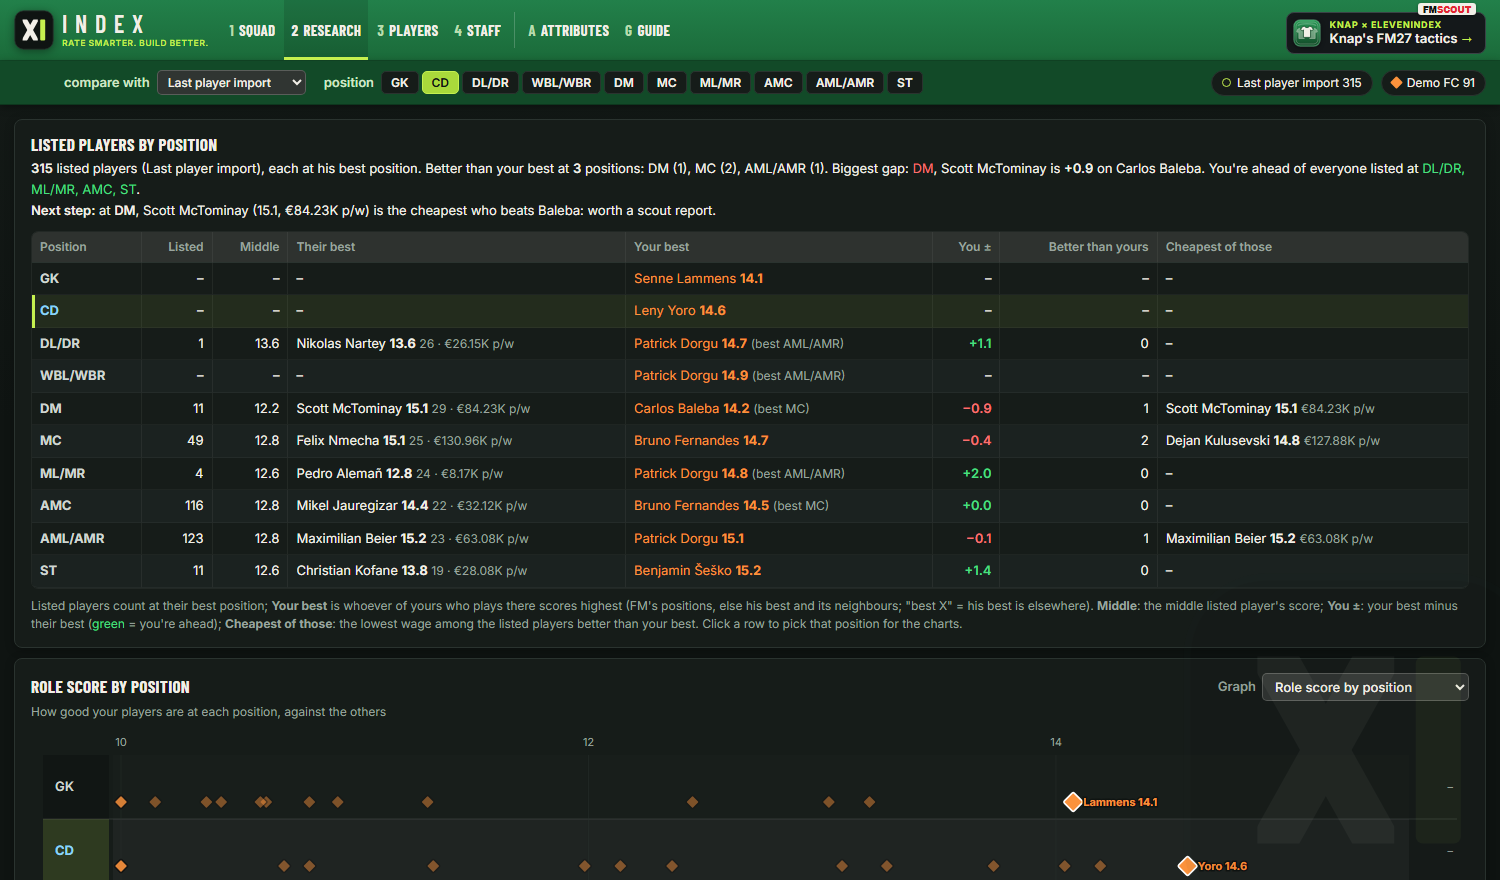 XI INDEX
RATE SMARTER. BUILD BETTER.
1 SQUAD 2 RESEARCH 3 PLAYERS 4 STAFF A ATTRIBUTES G GUIDE
FMSCOUT
KNAP × ELEVENINDEX
Knap's FM27 tactics →
compare with Last player import position GK CD DL/DR WBL/WBR DM MC ML/MR AMC AML/AMR ST Last player import 315 Demo FC 91
LISTED PLAYERS BY POSITION
315 listed players (Last player import), each at his best position. Better than your best at 3 positions: DM (1), MC (2), AML/AMR (1). Biggest gap: DM, Scott McTominay is +0.9 on Carlos Baleba. You're ahead of everyone listed at DL/DR,
ML/MR, AMC, ST.
Next step: at DM, Scott McTominay (15.1, €84.23K p/w) is the cheapest who beats Baleba: worth a scout report.
Position Listed Middle Their best Your best You ± Better than yours Cheapest of those
GK – – – Senne Lammens 14.1 – – –
CD – – – Leny Yoro 14.6 – – –
DL/DR 1 13.6 Nikolas Nartey 13.6 26 · €26.15K p/w Patrick Dorgu 14.7 (best AML/AMR) +1.1 0 –
WBL/WBR – – – Patrick Dorgu 14.9 (best AML/AMR) – – –
DM 11 12.2 Scott McTominay 15.1 29 · €84.23K p/w Carlos Baleba 14.2 (best MC) −0.9 1 Scott McTominay 15.1 €84.23K p/w
MC 49 12.8 Felix Nmecha 15.1 25 · €130.96K p/w Bruno Fernandes 14.7 −0.4 2 Dejan Kulusevski 14.8 €127.88K p/w
ML/MR 4 12.6 Pedro Alemañ 12.8 24 · €8.17K p/w Patrick Dorgu 14.8 (best AML/AMR) +2.0 0 –
AMC 116 12.8 Mikel Jauregizar 14.4 22 · €32.12K p/w Bruno Fernandes 14.5 (best MC) +0.0 0 –
AML/AMR 123 12.8 Maximilian Beier 15.2 23 · €63.08K p/w Patrick Dorgu 15.1 −0.1 1 Maximilian Beier 15.2 €63.08K p/w
ST 11 12.6 Christian Kofane 13.8 19 · €28.08K p/w Benjamin Šeško 15.2 +1.4 0 –
Listed players count at their best position; Your best is whoever of yours who plays there scores highest (FM's positions, else his best and its neighbours; "best X" = his best is elsewhere). Middle: the middle listed player's score; You ±: your best minus
their best (green = you're ahead); Cheapest of those: the lowest wage among the listed players better than your best. Click a row to pick that position for the charts.
ROLE SCORE BY POSITION Graph Role score by position
How good your players are at each position, against the others
10 12 14
GK Lammens 14.1 –
CD Yoro 14.6 –